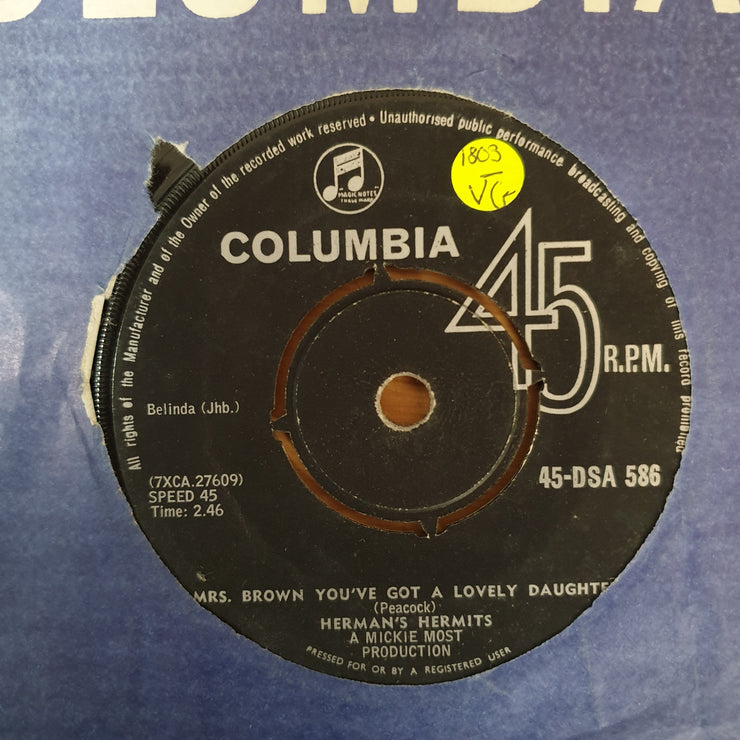 COLUMBIA
All rights of the Manufacturer and of the Owner of the recorded work reserved • Unauthorised public performance broadcasting and copying of this record prohibited
MAGIC NOTES
TRADE MARK
1803
COLUMBIA
45
R.P.M.
Belinda (Jhb.)
(7XCA.27609)
SPEED 45
Time: 2.46
45-DSA 586
MRS. BROWN YOU'VE GOT A LOVELY DAUGHTE
(Peacock)
HERMAN'S HERMITS
A MICKIE MOST
PRODUCTION
PRESSED FOR OR BY A REGISTERED USER